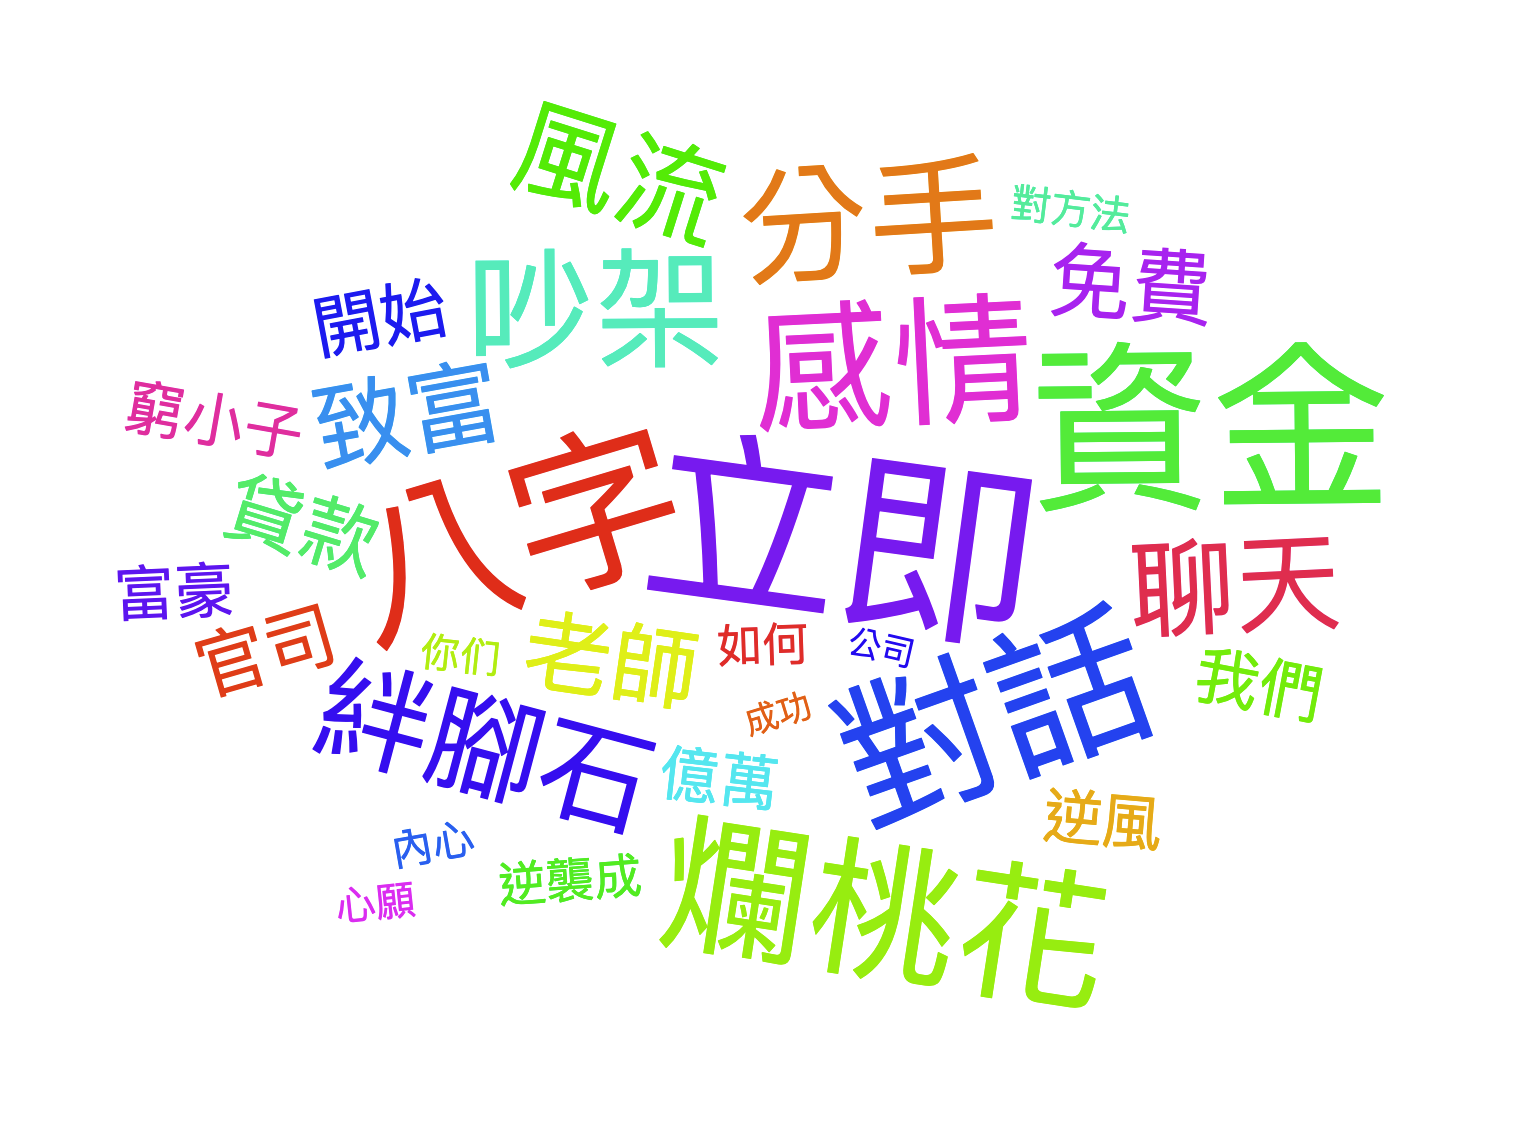 風流
分手
對方法
開始
吵架
感情
免費
窮小子
致富
資金
貸款
八字
立即
聊天
富豪
官司
你们
老師
如何
公司
對話
我們
絆腳石
成功
億萬
逆風
內心
心願
逆襲成
爛桃花